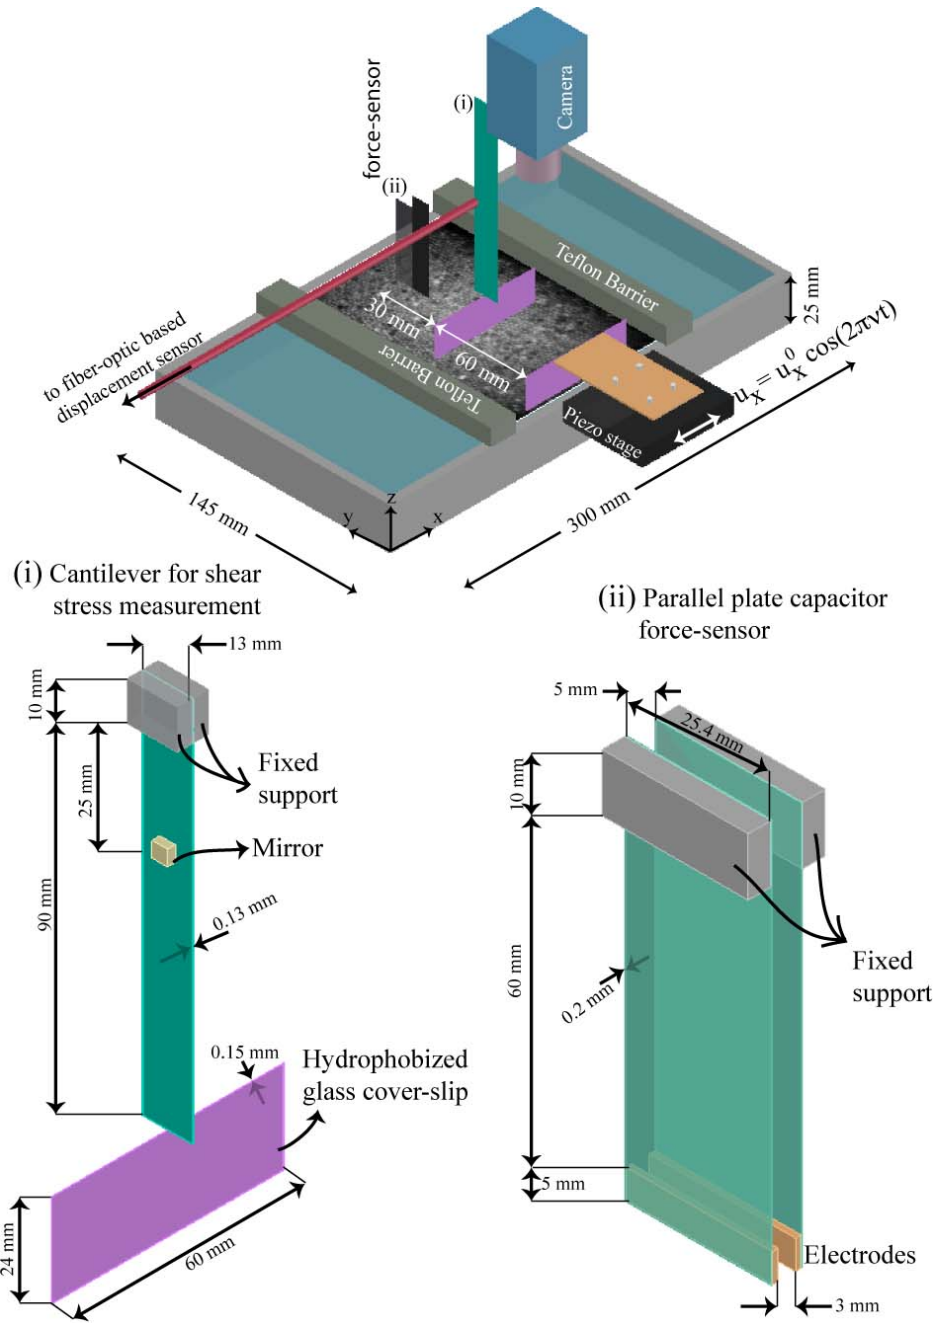 force-sensor
(i)
(ii)
Camera
Teflon Barrier
25 mm
30 mm
60 mm
Teflon Barrier
to fiber-optic based
displacement sensor
Piezo stage
u_x = u_x^0 cos(2πνt)
145 mm
z
y
x
300 mm
(i) Cantilever for shear
stress measurement
13 mm
10 mm
25 mm
Fixed
support
Mirror
90 mm
0.13 mm
0.15 mm
Hydrophobized
glass cover-slip
24 mm
60 mm
(ii) Parallel plate capacitor
force-sensor
5 mm
25.4 mm
10 mm
60 mm
0.2 mm
Fixed
support
5 mm
Electrodes
3 mm